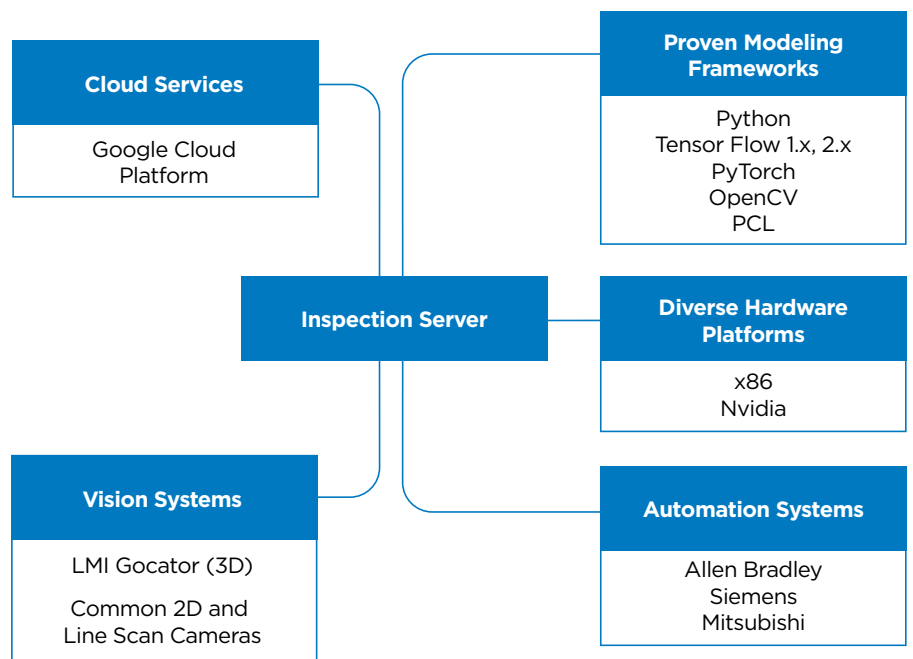 Cloud Services
Google Cloud
Platform
Proven Modeling
Frameworks
Python
Tensor Flow 1.x, 2.x
PyTorch
OpenCV
PCL
Inspection Server
Diverse Hardware
Platforms
x86
Nvidia
Vision Systems
LMI Gocator (3D)
Common 2D and
Line Scan Cameras
Automation Systems
Allen Bradley
Siemens
Mitsubishi